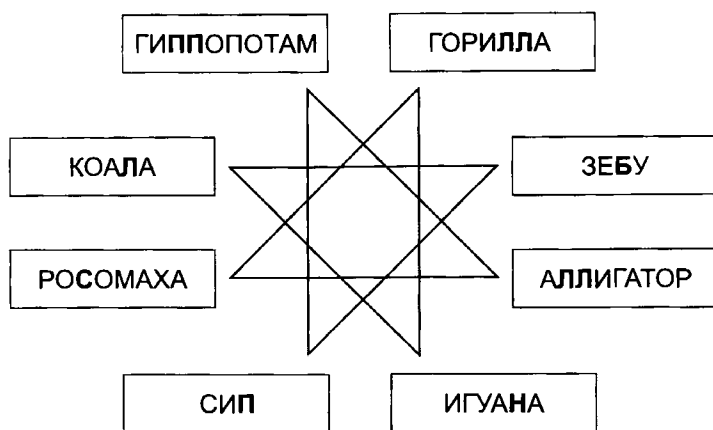 ГИППОПОТАМ ГОРИЛЛА
КОАЛА ЗЕБУ
РОСОМАХА АЛЛИГАТОР
СИП ИГУАНА